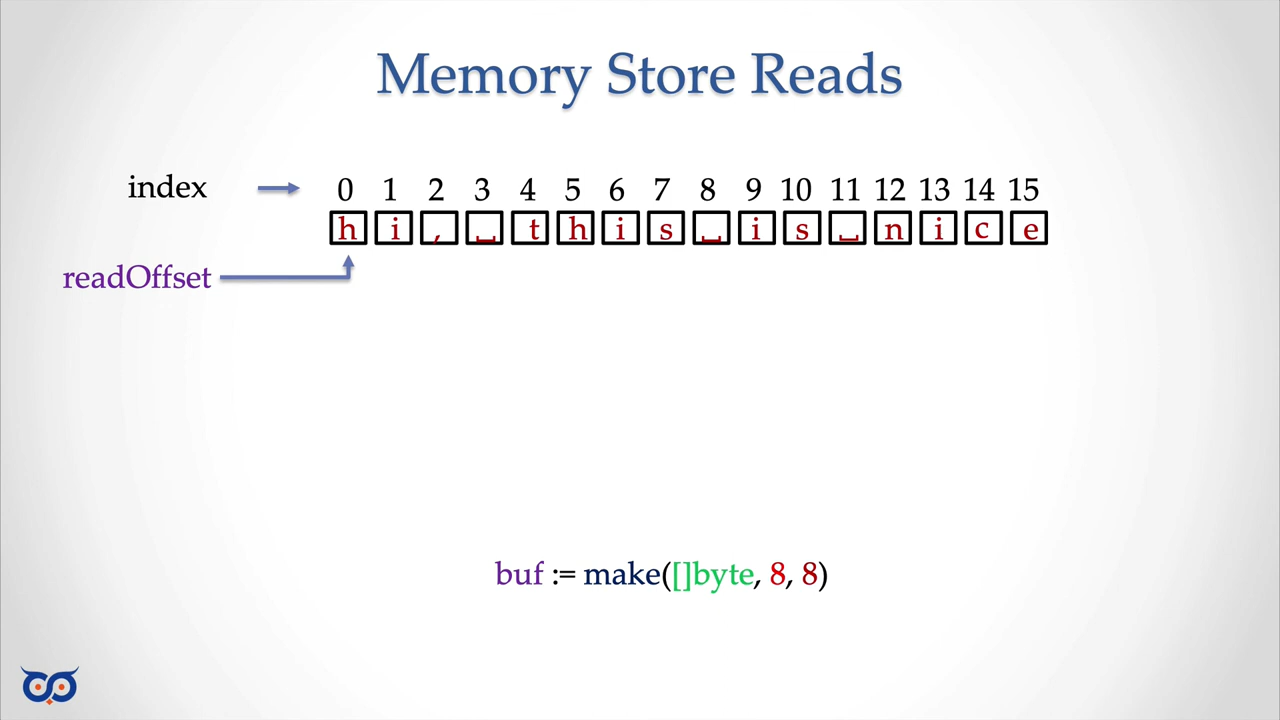 Memory Store Reads
index 0 1 2 3 4 5 6 7 8 9 10 11 12 13 14 15
h i , ␣ t h i s ␣ i s ␣ n i c e
readOffset
buf := make([]byte, 8, 8)